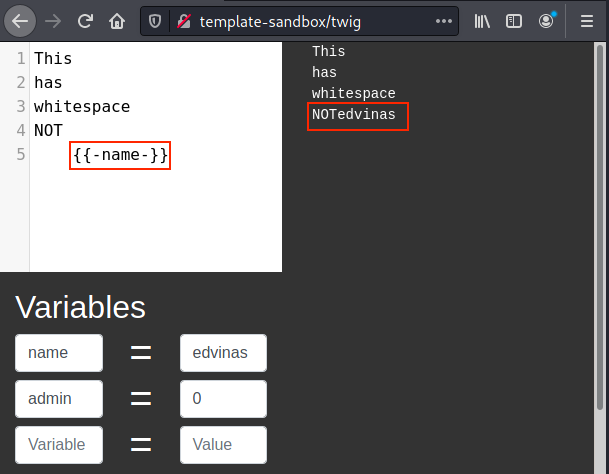 template-sandbox/twig
1 This
2 has
3 whitespace
4 NOT
5 {{-name-}}
This
has
whitespace
NOTedvinas
Variables
name = edvinas
admin = 0
Variable = Value